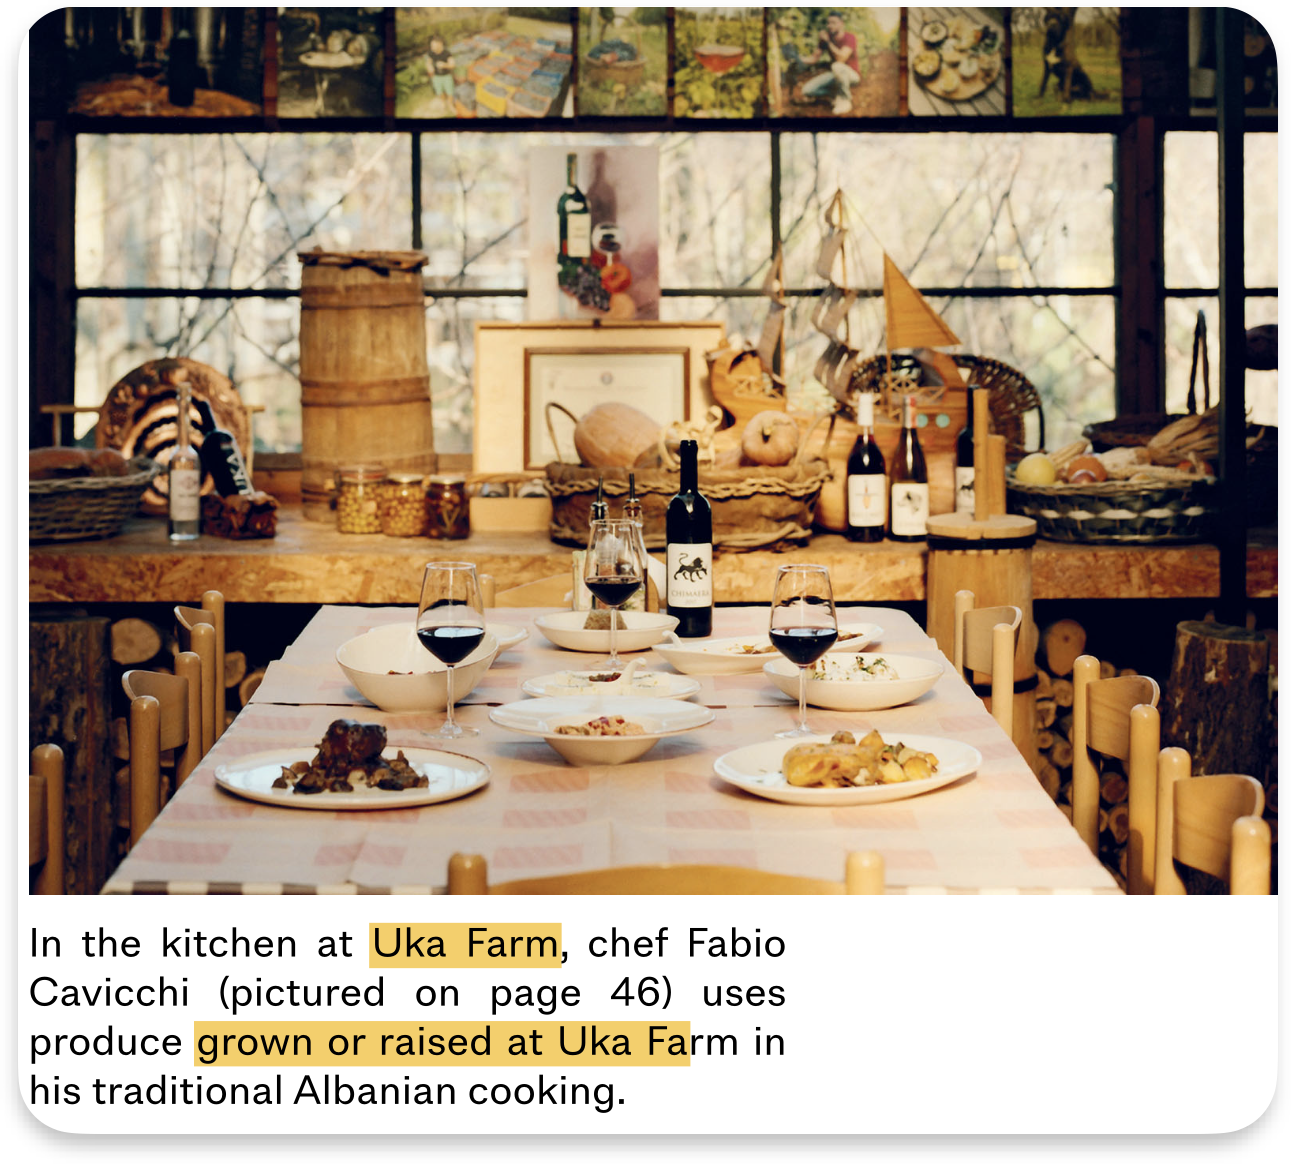 CHIMAERA
In the kitchen at Uka Farm, chef Fabio
Cavicchi (pictured on page 46) uses
produce grown or raised at Uka Farm in
his traditional Albanian cooking.